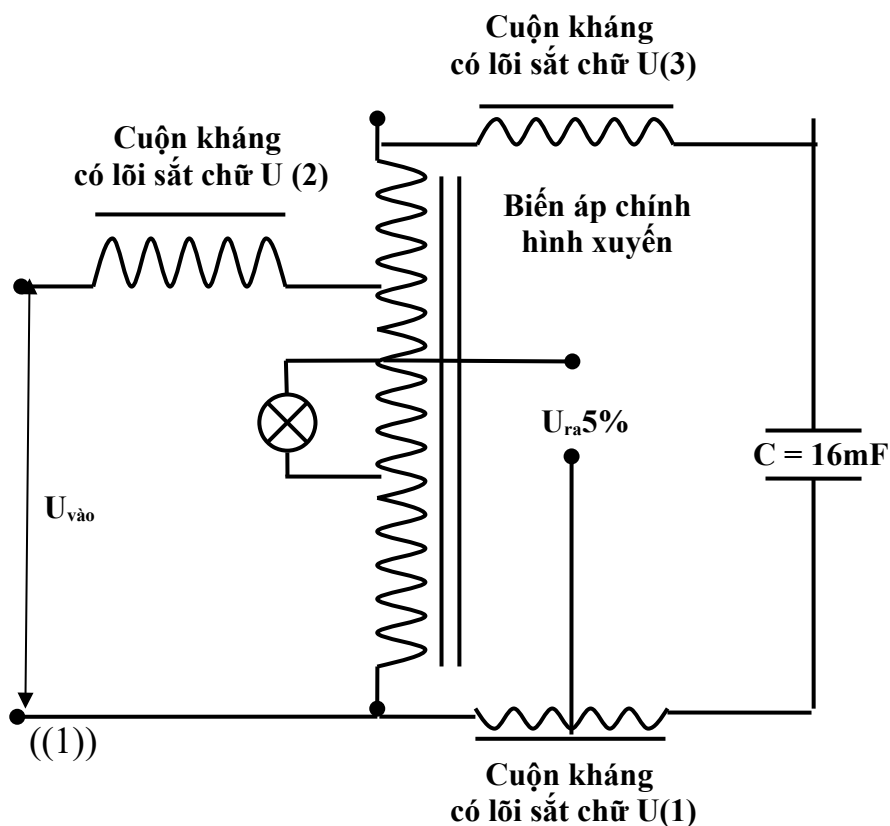 Cuộn kháng
có lõi sắt chữ U(3)
Cuộn kháng
có lõi sắt chữ U (2)
Biến áp chính
hình xuyến
Ura5%
C = 16mF
Uvào
((1))
Cuộn kháng
có lõi sắt chữ U(1)